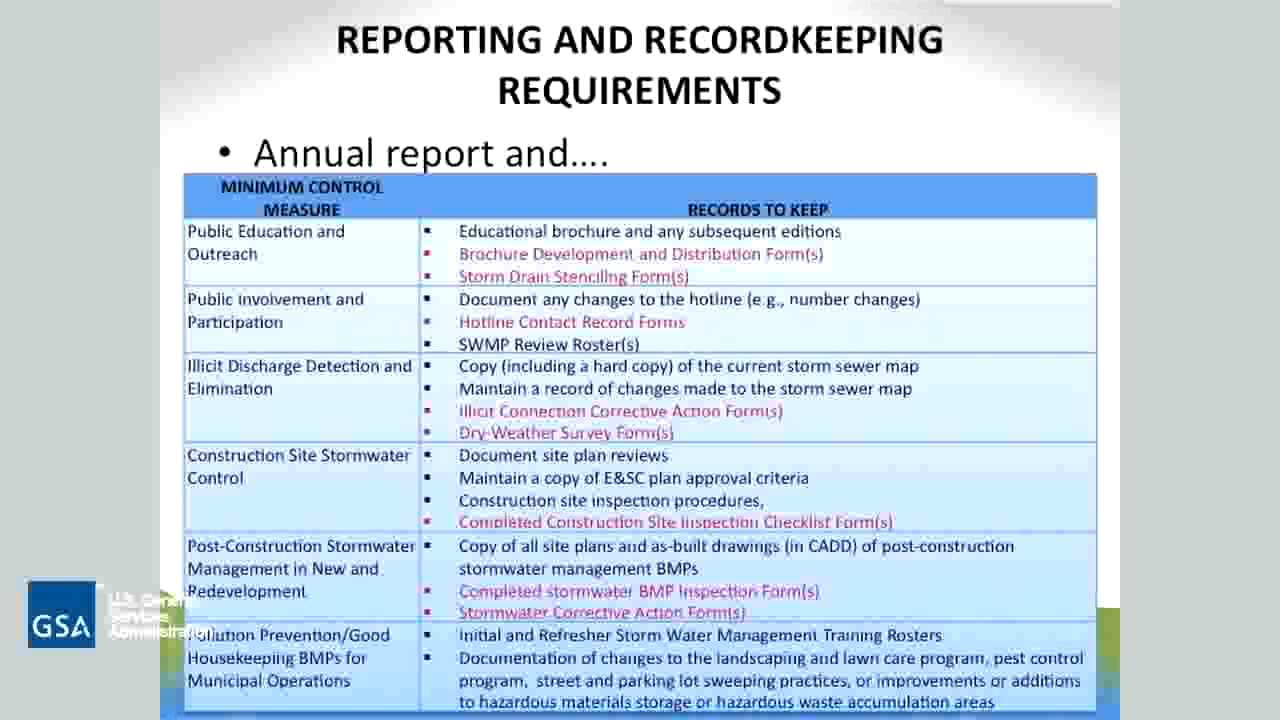 REPORTING AND RECORDKEEPING
REQUIREMENTS
• Annual report and....
MINIMUM CONTROL
MEASURE
RECORDS TO KEEP
Public Education and
Outreach
▪ Educational brochure and any subsequent editions
▪ Brochure Development and Distribution Form(s)
▪ Storm Drain Stenciling Form(s)
Public Involvement and
Participation
▪ Document any changes to the hotline (e.g., number changes)
▪ Hotline Contact Record Forms
▪ SWMP Review Roster(s)
Illicit Discharge Detection and
Elimination
▪ Copy (including a hard copy) of the current storm sewer map
▪ Maintain a record of changes made to the storm sewer map
▪ Illicit Connection Corrective Action Form(s)
▪ Dry-Weather Survey Form(s)
Construction Site Stormwater
Control
▪ Document site plan reviews
▪ Maintain a copy of E&SC plan approval criteria
▪ Construction site inspection procedures,
▪ Completed Construction Site Inspection Checklist Form(s)
Post-Construction Stormwater
Management in New and
Redevelopment
▪ Copy of all site plans and as-built drawings (in CADD) of post-construction
stormwater management BMPs
▪ Completed stormwater BMP Inspection Form(s)
▪ Stormwater Corrective Action Form(s)
Pollution Prevention/Good
Housekeeping BMPs for
Municipal Operations
▪ Initial and Refresher Storm Water Management Training Rosters
▪ Documentation of changes to the landscaping and lawn care program, pest control
program, street and parking lot sweeping practices, or improvements or additions
to hazardous materials storage or hazardous waste accumulation areas
GSA
U.S. General
Services
Administration